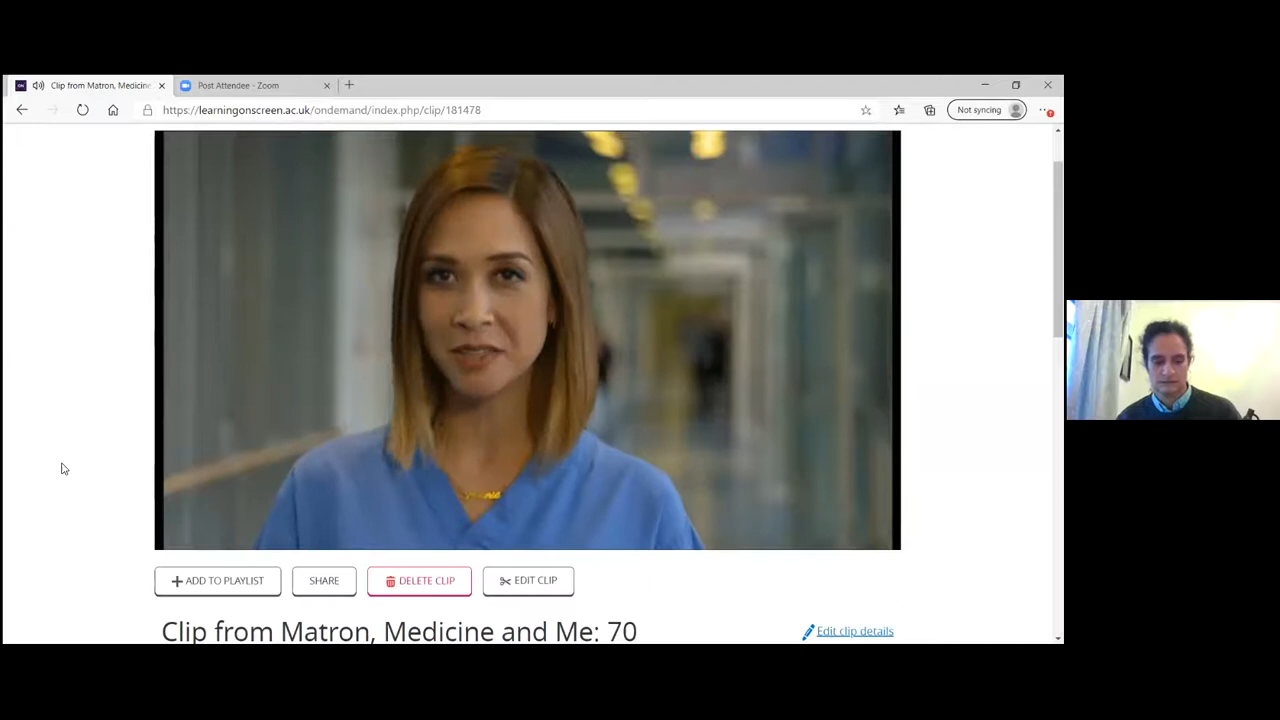 Clip from Matron, Medicine
Post Attendee - Zoom
https://learningonscreen.ac.uk/ondemand/index.php/clip/181478
Not syncing
ADD TO PLAYLIST
SHARE
DELETE CLIP
EDIT CLIP
Clip from Matron, Medicine and Me: 70
Edit clip details